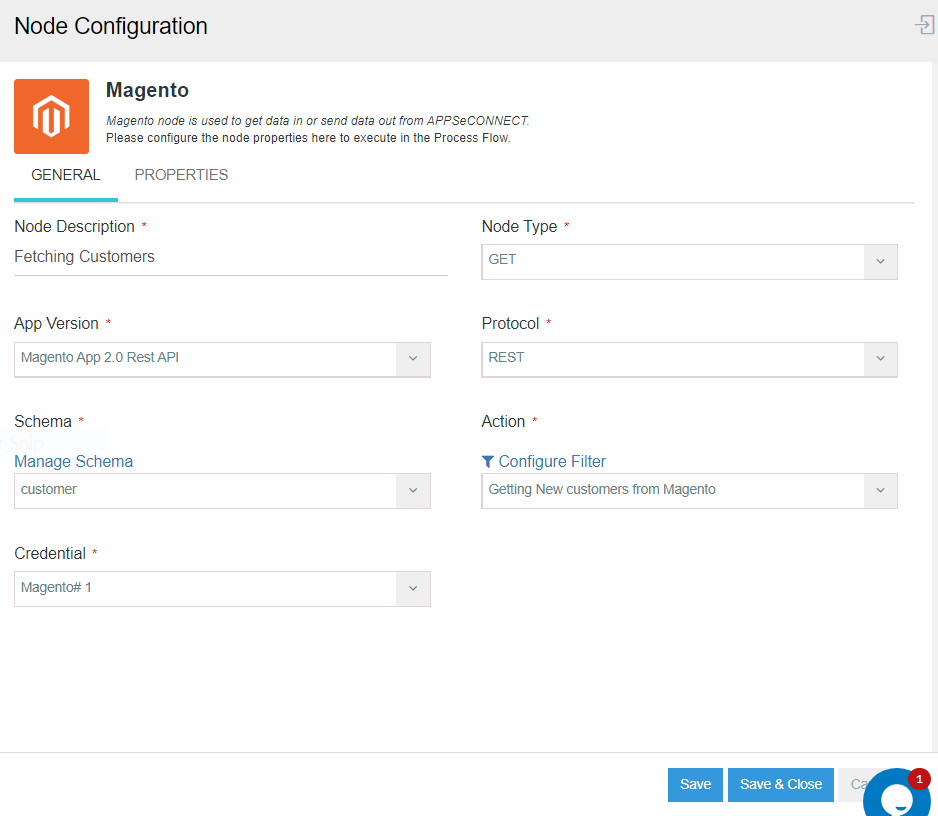 Node Configuration
Magento
Magento node is used to get data in or send data out from APPSeCONNECT.
Please configure the node properties here to execute in the Process Flow.
GENERAL PROPERTIES
Node Description * Node Type *
Fetching Customers GET
App Version * Protocol *
Magento App 2.0 Rest API REST
Schema * Action *
Snip
Manage Schema Configure Filter
customer Getting New customers from Magento
Credential *
Magento# 1
Save Save & Close
1